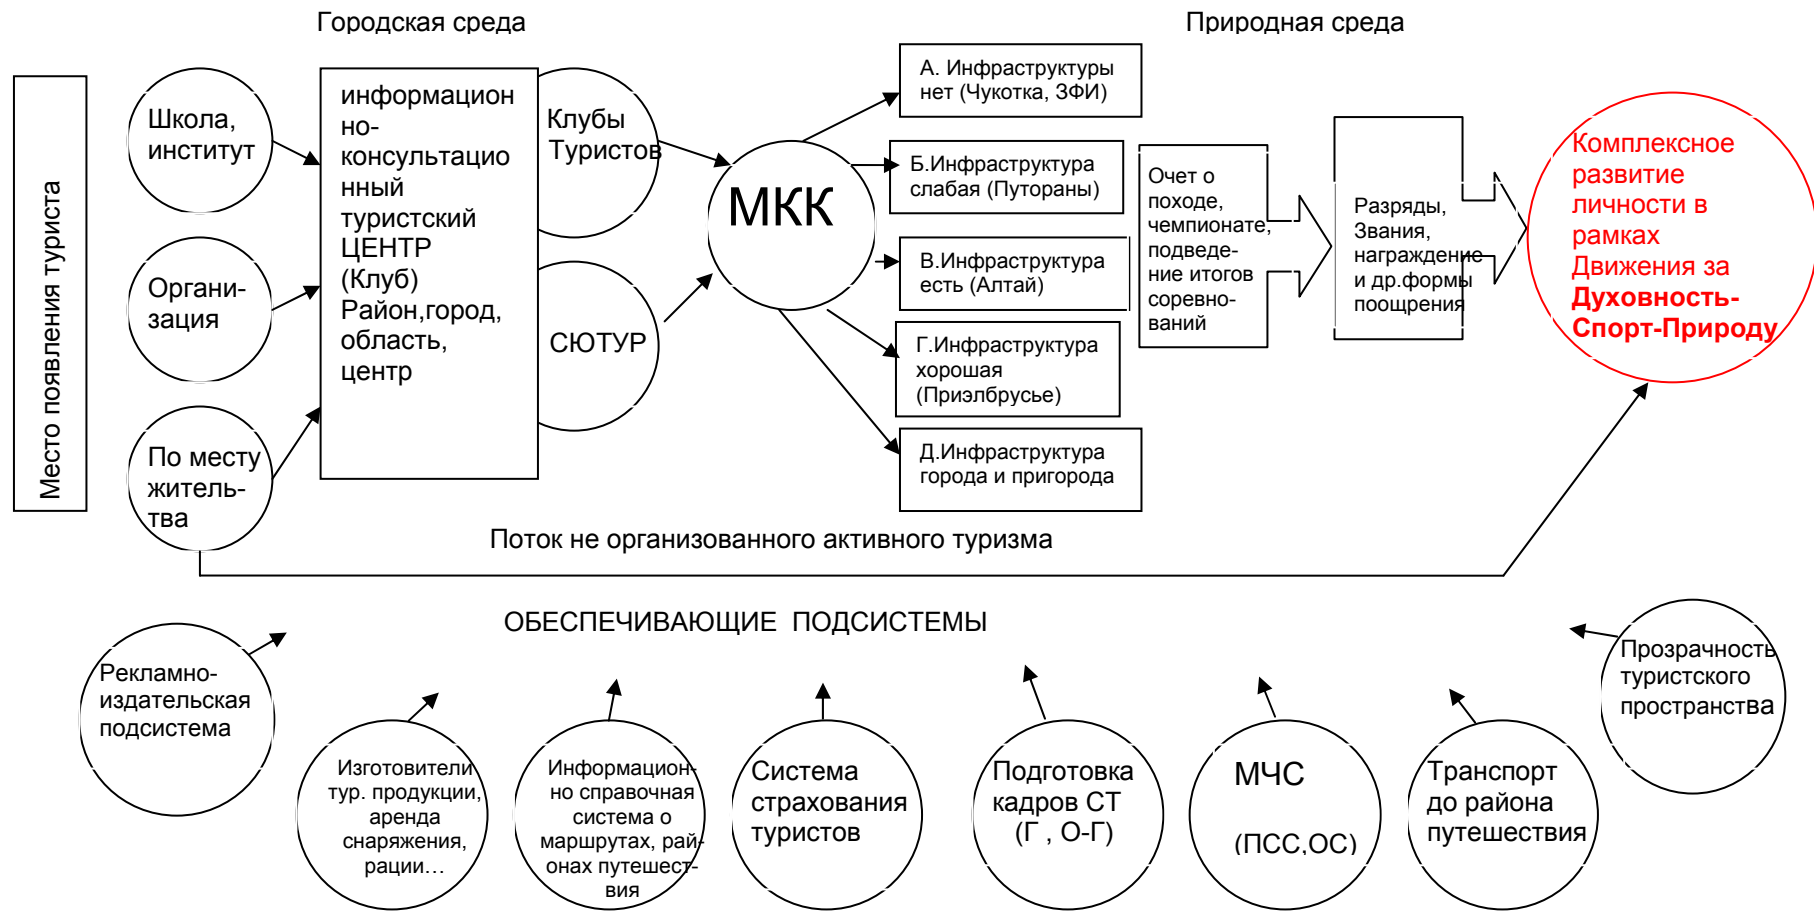 Городская среда
Природная среда
Место появления туриста
Школа,
институт
Органи-
зация
По месту
житель-
тва
информацион
но-
консультацио
нный
туристский
ЦЕНТР
(Клуб)
Район,город,
область,
центр
Клубы
Туристов
СЮТУР
МКК
А. Инфраструктуры
нет (Чукотка, ЗФИ)
Б.Инфраструктура
слабая (Путораны)
В.Инфраструктура
есть (Алтай)
Г.Инфраструктура
хорошая
(Приэлбрусье)
Д.Инфраструктура
города и пригорода
Очет о
походе,
чемпионате,
подведе-
ние итогов
соревно-
ваний
Разряды,
Звания,
награждение
и др.формы
поощрения
Комплексное
развитие
личности в
рамках
Движения за
Духовность-
Спорт-Природу
Поток не организованного активного туризма
ОБЕСПЕЧИВАЮЩИЕ ПОДСИСТЕМЫ
Рекламно-
издательская
подсистема
Изготовители
тур. продукции,
аренда
снаряжения,
рации…
Информацион-
но справочная
система о
маршрутах, рай-
онах путешест-
вия
Система
страхования
туристов
Подготовка
кадров СТ
(Г , О-Г)
МЧС
(ПСС,ОС)
Транспорт
до района
путешествия
Прозрачность
туристского
пространства